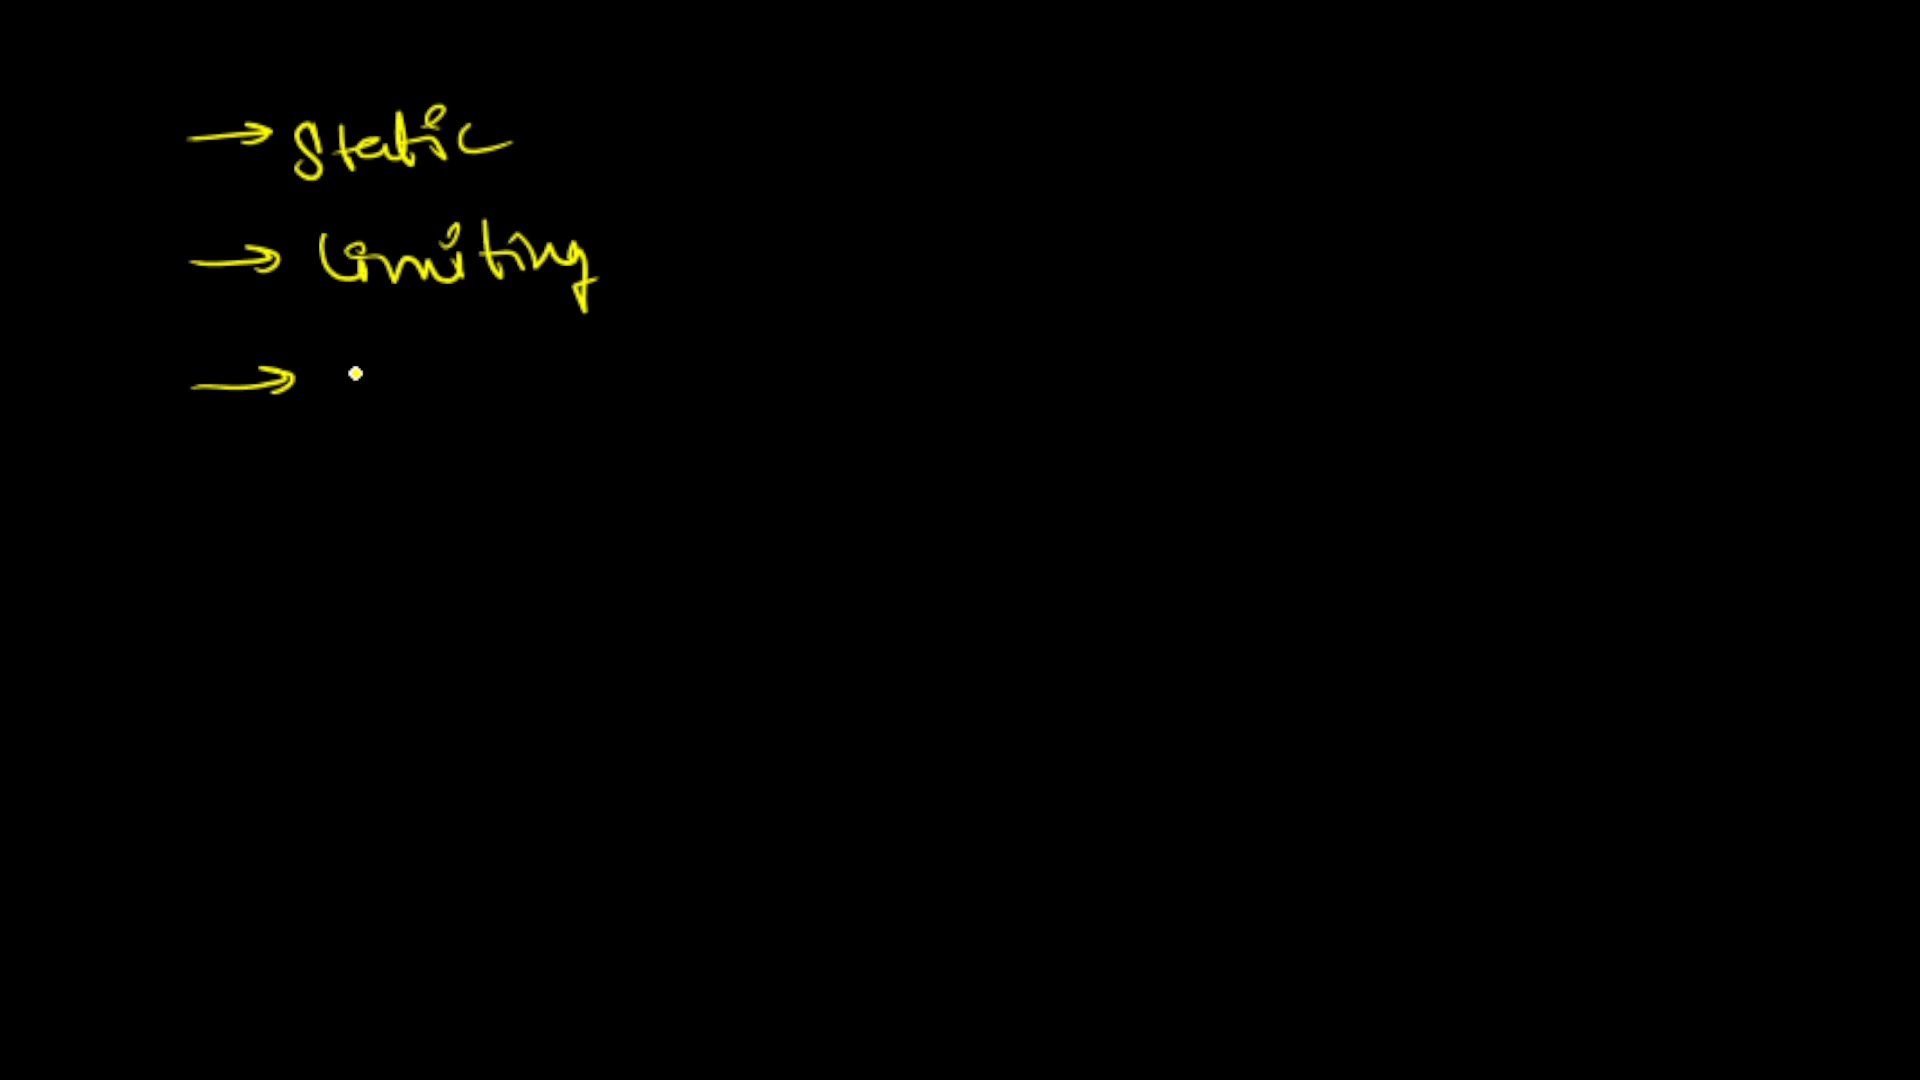 → Static
→ Limiting
→